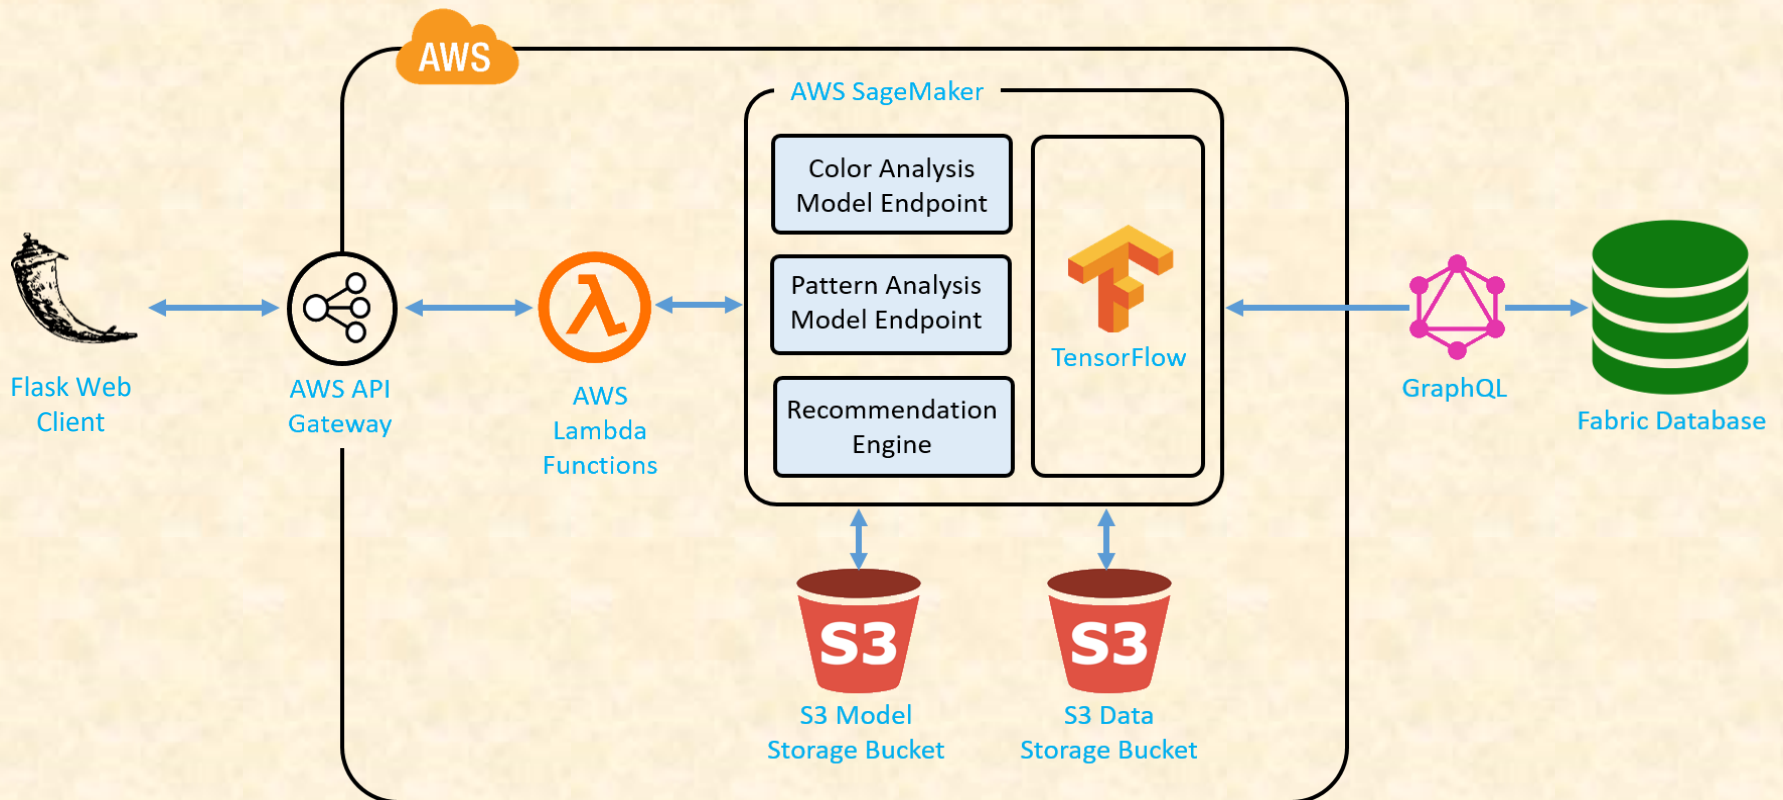 AWS
AWS SageMaker
Color Analysis
Model Endpoint
Pattern Analysis
Model Endpoint
Recommendation
Engine
TensorFlow
Flask Web
Client
AWS API
Gateway
AWS
Lambda
Functions
GraphQL
Fabric Database
S3
S3 Model
Storage Bucket
S3
S3 Data
Storage Bucket